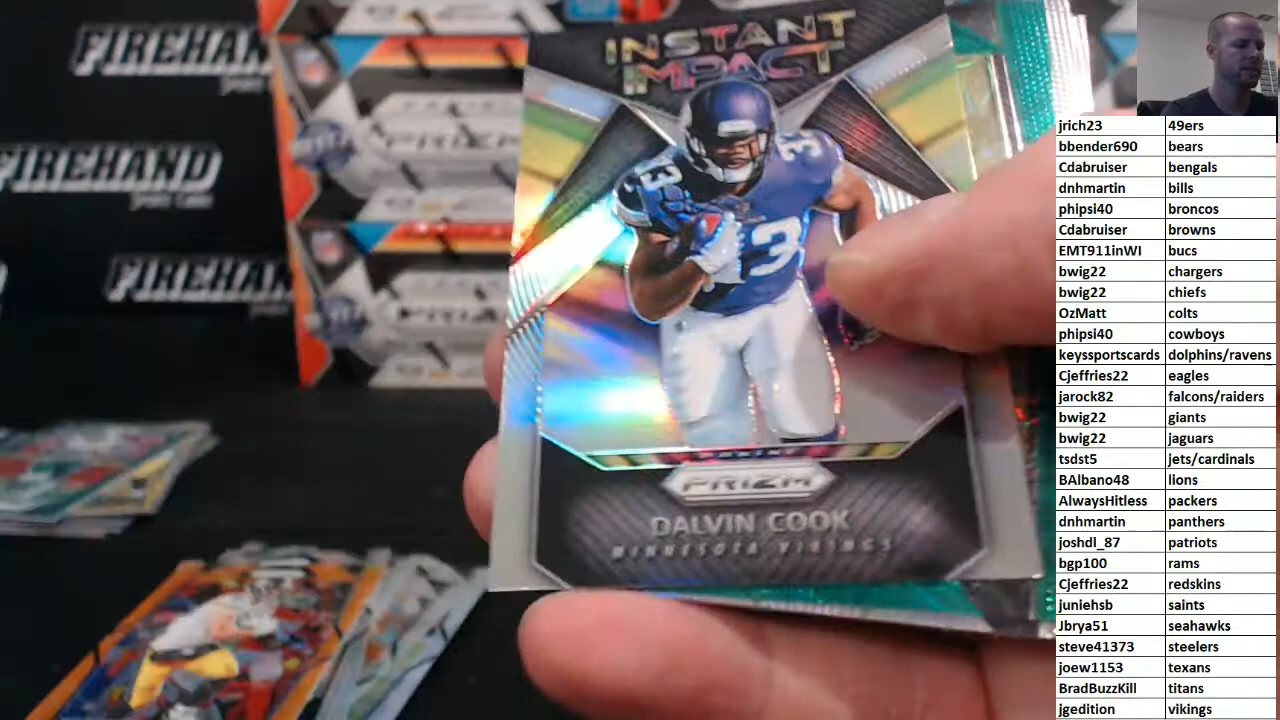 FIREHAND
FIREHAND
FIREHAND
PRIZM
INSTANT
IMPACT
33
PRIZM
DALVIN COOK
MINNESOTA VIKINGS
jrich23 49ers
bbender690 bears
Cdabruiser bengals
dnhmartin bills
phipsi40 broncos
Cdabruiser browns
EMT911inWI bucs
bwig22 chargers
bwig22 chiefs
OzMatt colts
phipsi40 cowboys
keyssportscards dolphins/ravens
Cjeffries22 eagles
jarock82 falcons/raiders
bwig22 giants
bwig22 jaguars
tsdst5 jets/cardinals
BAlbano48 lions
AlwaysHitless packers
dnhmartin panthers
joshdl_87 patriots
bgp100 rams
Cjeffries22 redskins
juniehsb saints
Jbrya51 seahawks
steve41373 steelers
joew1153 texans
BradBuzzKill titans
jgedition vikings